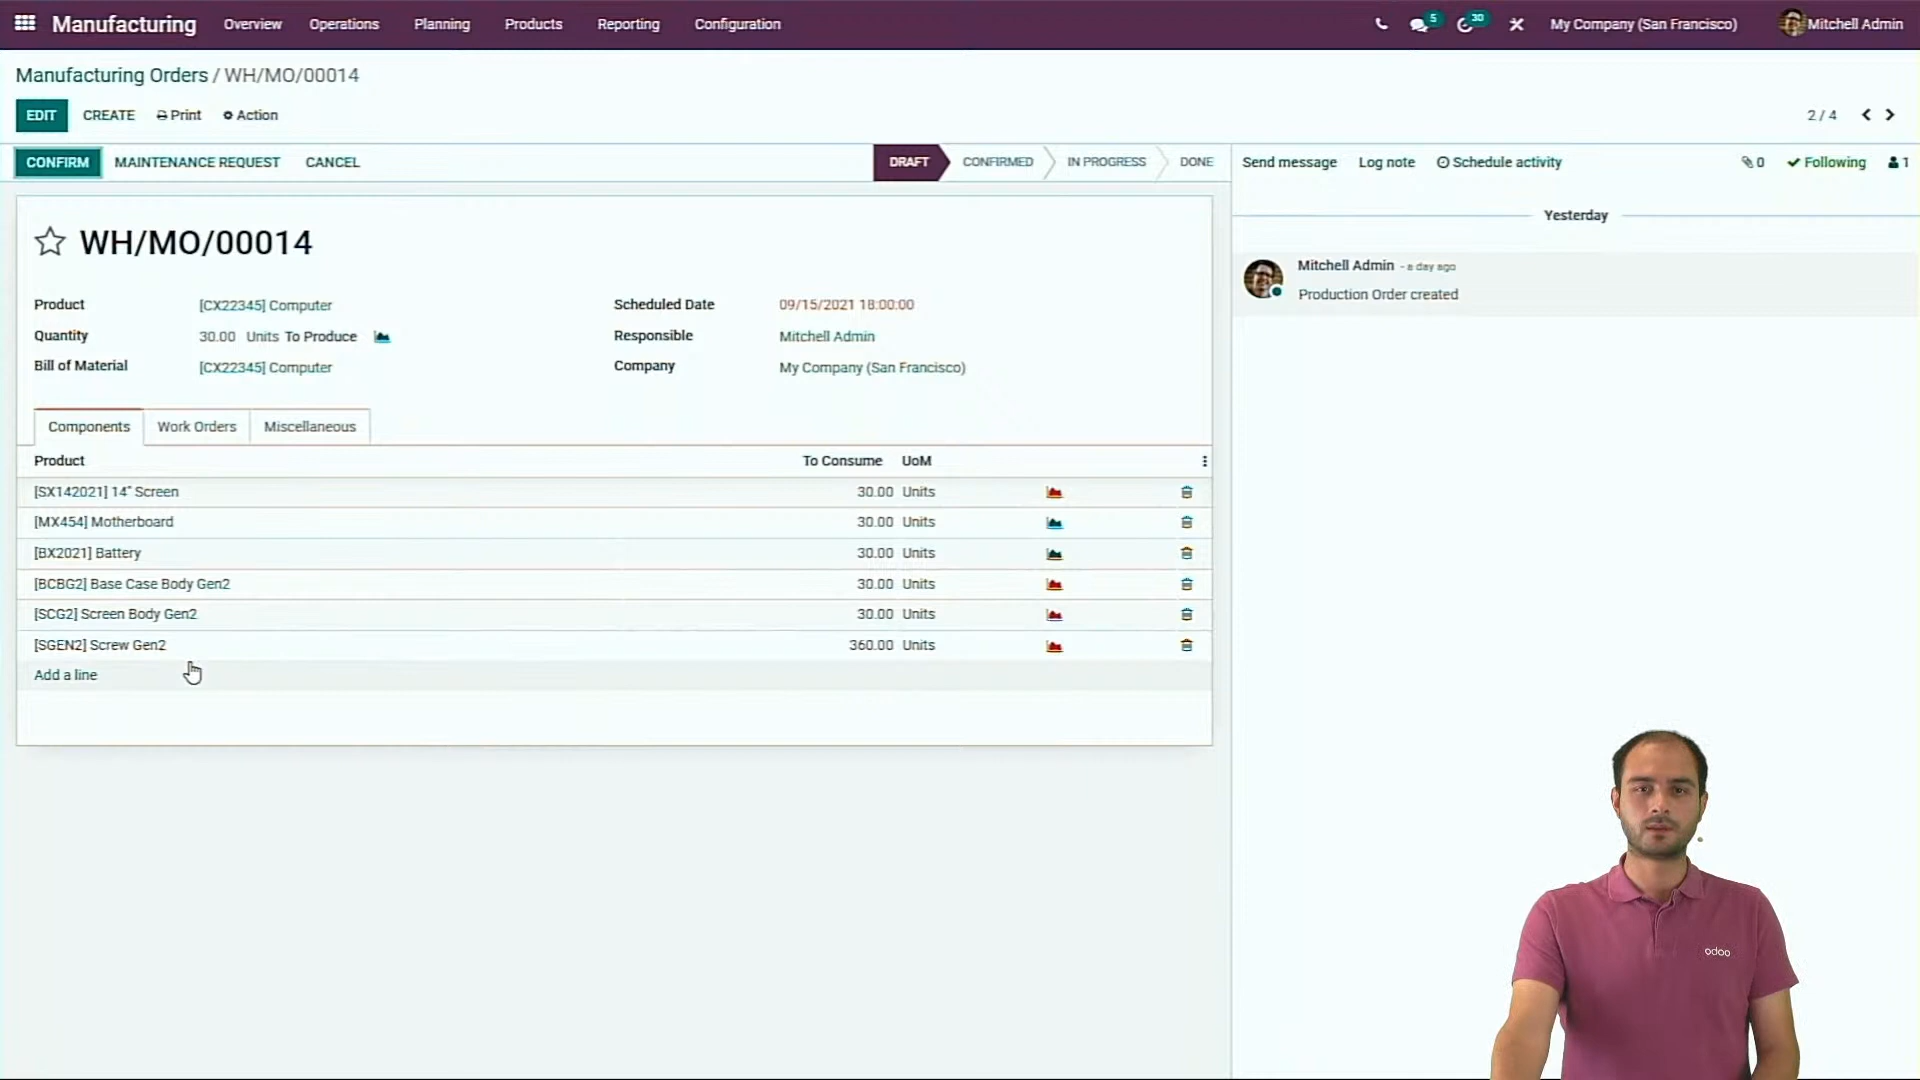 Manufacturing Overview Operations Planning Products Reporting Configuration 5 30 My Company (San Francisco) Mitchell Admin
Manufacturing Orders / WH/MO/00014
EDIT CREATE Print Action 2 / 4
CONFIRM MAINTENANCE REQUEST CANCEL DRAFT CONFIRMED IN PROGRESS DONE Send message Log note Schedule activity 0 Following 1
Yesterday
WH/MO/00014
Mitchell Admin - a day ago
Production Order created
Product [CX22345] Computer Scheduled Date 09/15/2021 18:00:00
Quantity 30.00 Units To Produce Responsible Mitchell Admin
Bill of Material [CX22345] Computer Company My Company (San Francisco)
Components Work Orders Miscellaneous
Product To Consume UoM
[SX142021] 14" Screen 30.00 Units
[MX454] Motherboard 30.00 Units
[BX2021] Battery 30.00 Units
[BCBG2] Base Case Body Gen2 30.00 Units
[SCG2] Screen Body Gen2 30.00 Units
[SGEN2] Screw Gen2 360.00 Units
Add a line
odoo